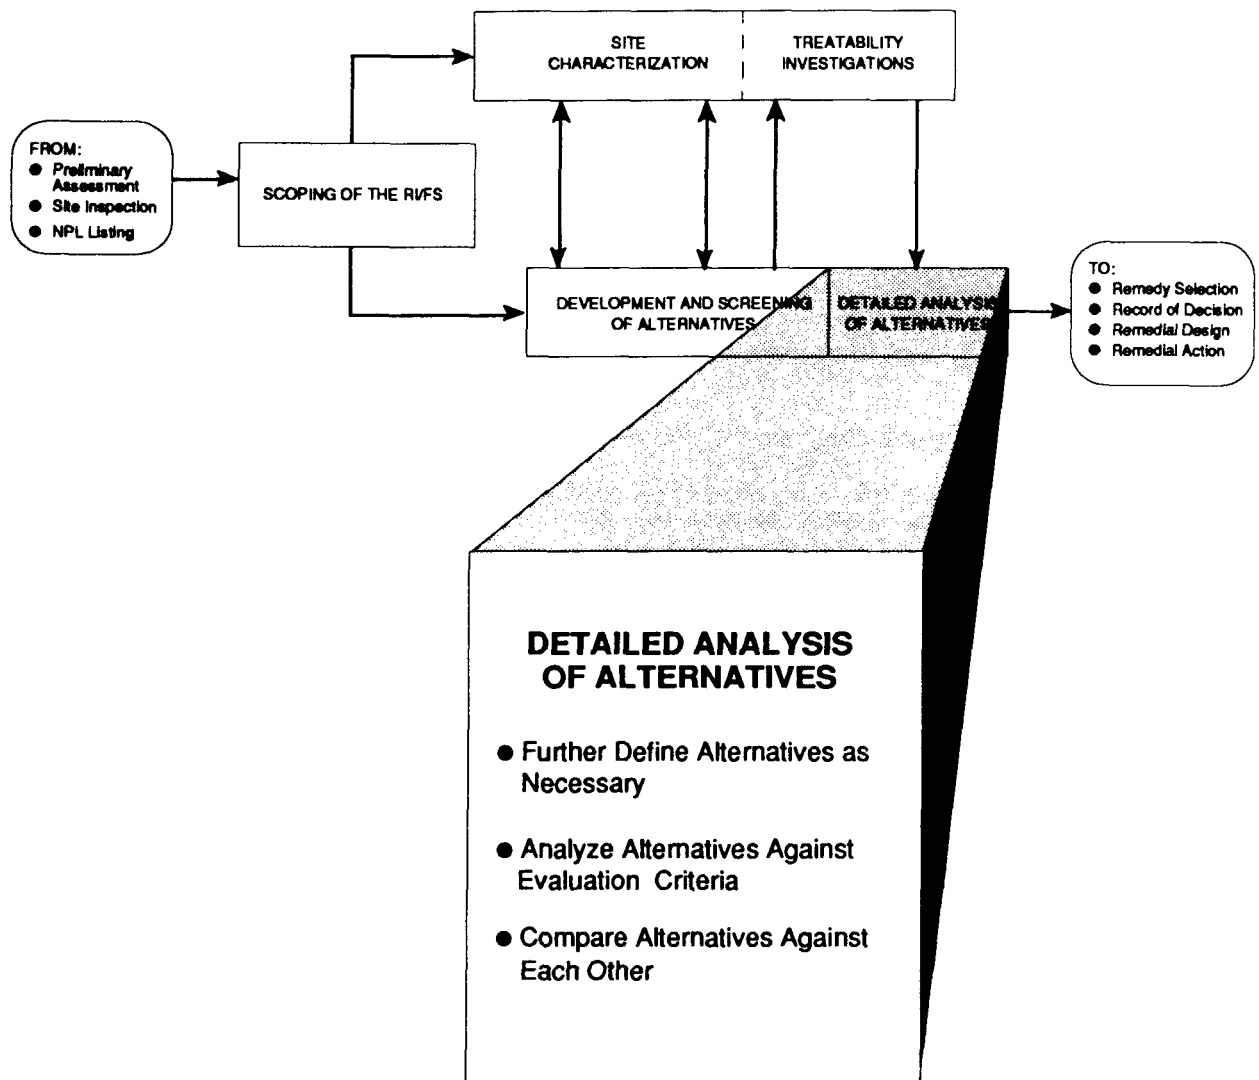 SITE
CHARACTERIZATION
TREATABILITY
INVESTIGATIONS
FROM:
● Preliminary
Assessment
● Site Inspection
● NPL Listing
SCOPING OF THE RI/FS
DEVELOPMENT AND SCREENING
OF ALTERNATIVES
DETAILED ANALYSIS
OF ALTERNATIVES
TO:
● Remedy Selection
● Record of Decision
● Remedial Design
● Remedial Action
DETAILED ANALYSIS
OF ALTERNATIVES
● Further Define Alternatives as
Necessary
● Analyze Alternatives Against
Evaluation Criteria
● Compare Alternatives Against
Each Other